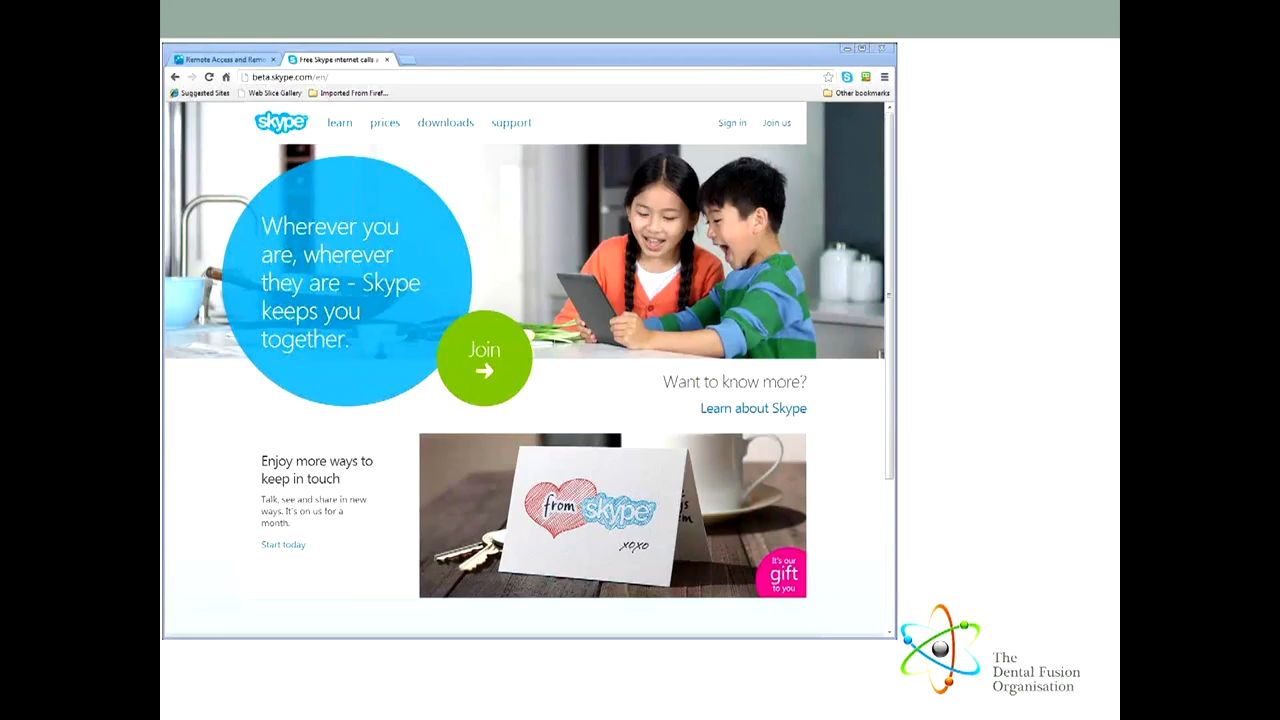 Remote Access and Remo
Free Skype internet calls a
beta.skype.com/en/
Suggested Sites
Web Slice Gallery
Imported From Firef...
Other bookmarks
skype
learn
prices
downloads
support
Sign in
Join us
Wherever you
are, wherever
they are - Skype
keeps you
together.
Join
Want to know more?
Learn about Skype
Enjoy more ways to
keep in touch
Talk, see and share in new
ways. It's on us for a
month.
Start today
from skype
xoxo
It's our
gift
to you
The
Dental Fusion
Organisation